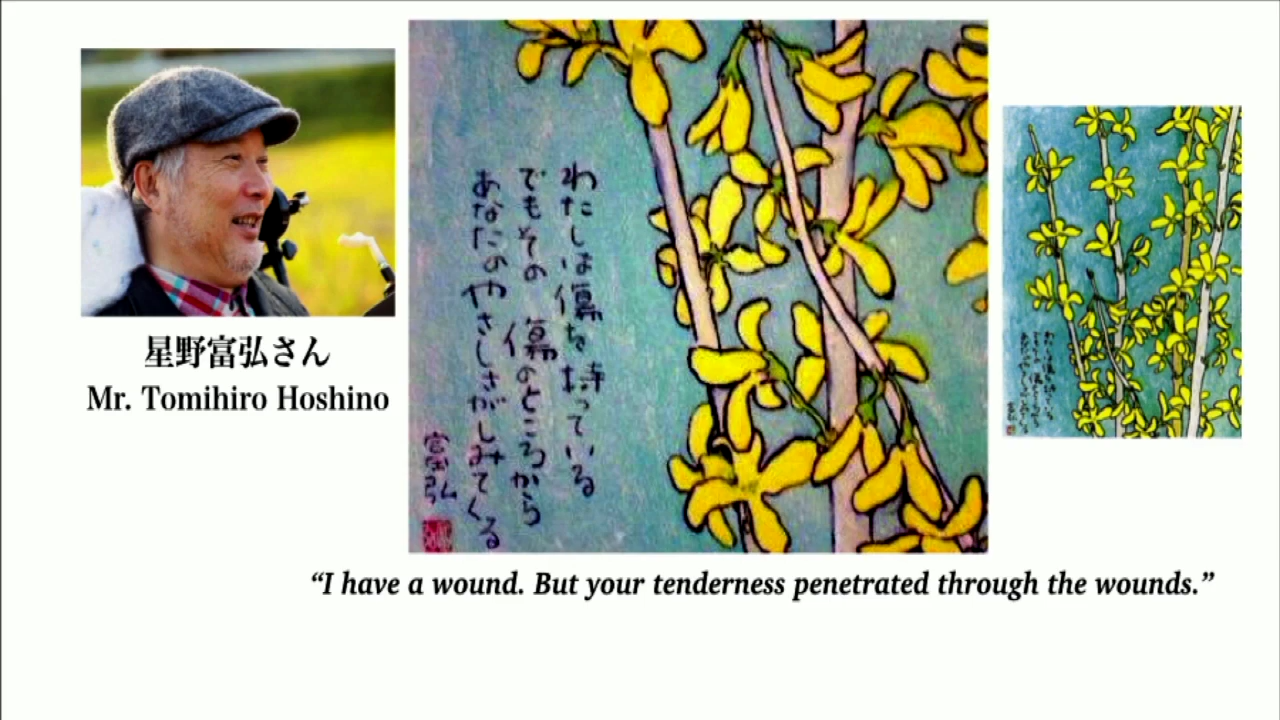 星野富弘さん
Mr. Tomihiro Hoshino
わたしは傷を持っている
でもその 傷のところから
あなたのやさしさがしみてくる
富弘
“I have a wound. But your tenderness penetrated through the wounds.”